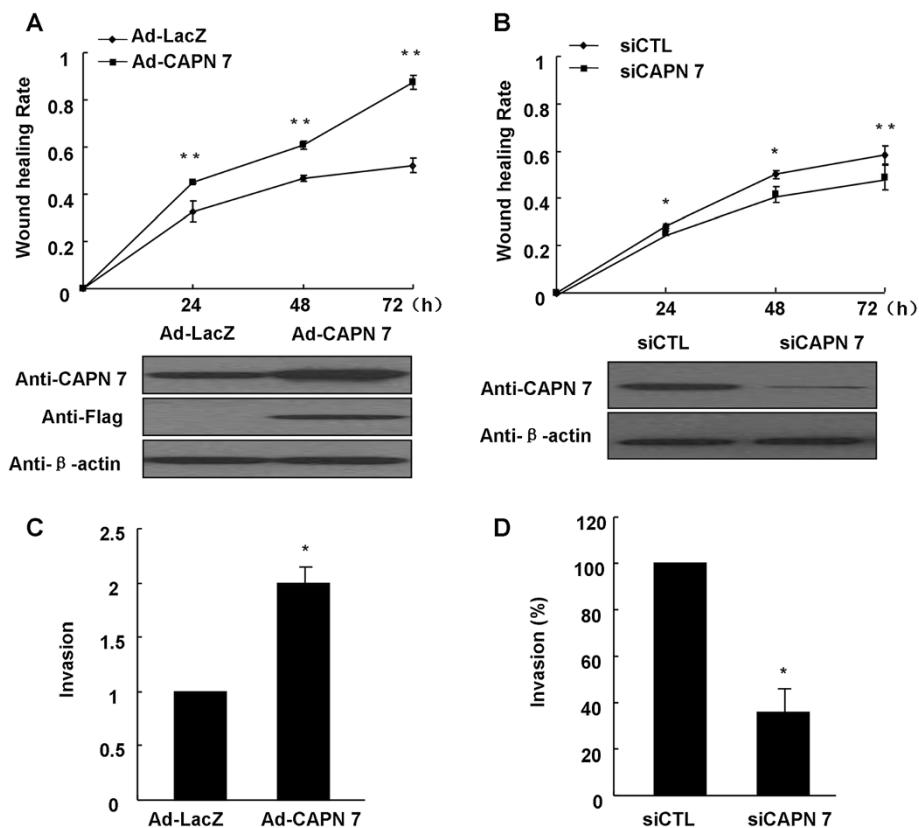 A
Ad-LacZ
Ad-CAPN 7
Wound healing Rate
1
0.8
0.6
0.4
0.2
0
**
**
**
24
48
72 (h)
Ad-LacZ
Ad-CAPN 7
Anti-CAPN 7
Anti-Flag
Anti-β-actin
B
siCTL
siCAPN 7
Wound healing Rate
1
0.8
0.6
0.4
0.2
0
*
*
**
24
48
72 (h)
siCTL
siCAPN 7
Anti-CAPN 7
Anti-β-actin
C
Invasion
2.5
2
1.5
1
0.5
0
*
Ad-LacZ
Ad-CAPN 7
D
Invasion (%)
120
100
80
60
40
20
0
*
siCTL
siCAPN 7